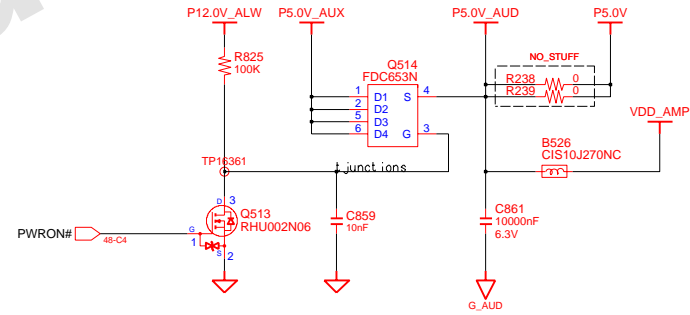 P12.0V_ALW P5.0V_AUX P5.0V_AUD P5.0V
R825
100K
Q514
FDC653N
NO_STUFF
R238 0
R239 0
1 D1 S 4
2 D2
5 D3
6 D4 G 3
VDD_AMP
B526
CIS10J270NC
TP16361
t junctions
D 3
Q513
RHU002N06
G
1
S 2
PWRON# 48-C4
C859
10nF
C861
10000nF
6.3V
G_AUD